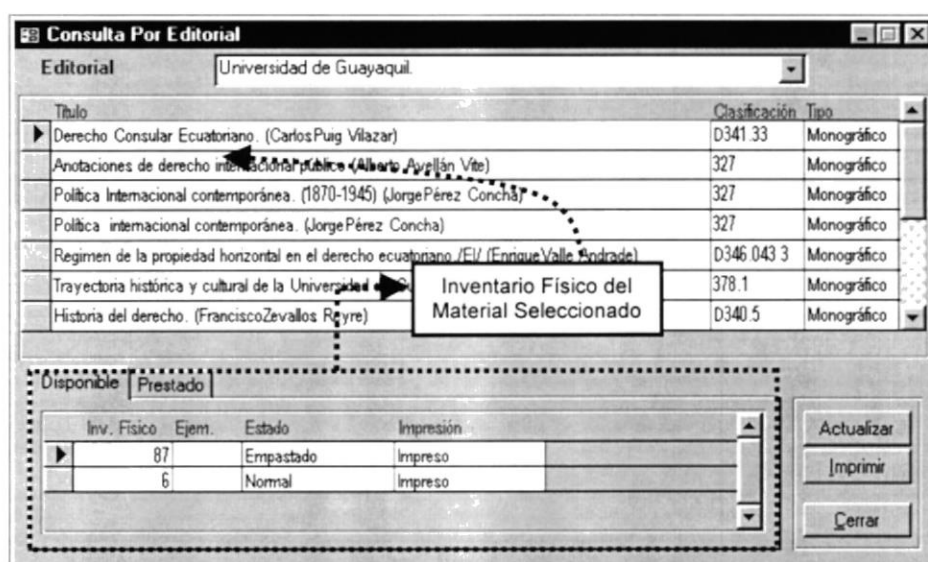 Consulta Por Editorial
Editorial Universidad de Guayaquil.
Título Clasificación Tipo
Derecho Consular Ecuatoriano. (Carlos Puig Vilazar) D341.33 Monográfico
Anotaciones de derecho internacional público (Alberto Ayellán Vite) 327 Monográfico
Política Internacional contemporánea. (1870-1945) (Jorge Pérez Concha) 327 Monográfico
Política internacional contemporánea. (Jorge Pérez Concha) 327 Monográfico
Regimen de la propiedad horizontal en el derecho ecuatoriano /El/ (Enrique Valle Andrade) D346.043 3 Monográfico
Trayectoria histórica y cultural de la Universidad 378.1 Monográfico
Historia del derecho. (Francisco Zevallos Reyre) D340.5 Monográfico
Inventario Físico del
Material Seleccionado
Disponible Prestado
Inv. Físico Ejem. Estado Impresión
87 Empastado Impreso
6 Normal Impreso
Actualizar
Imprimir
Cerrar